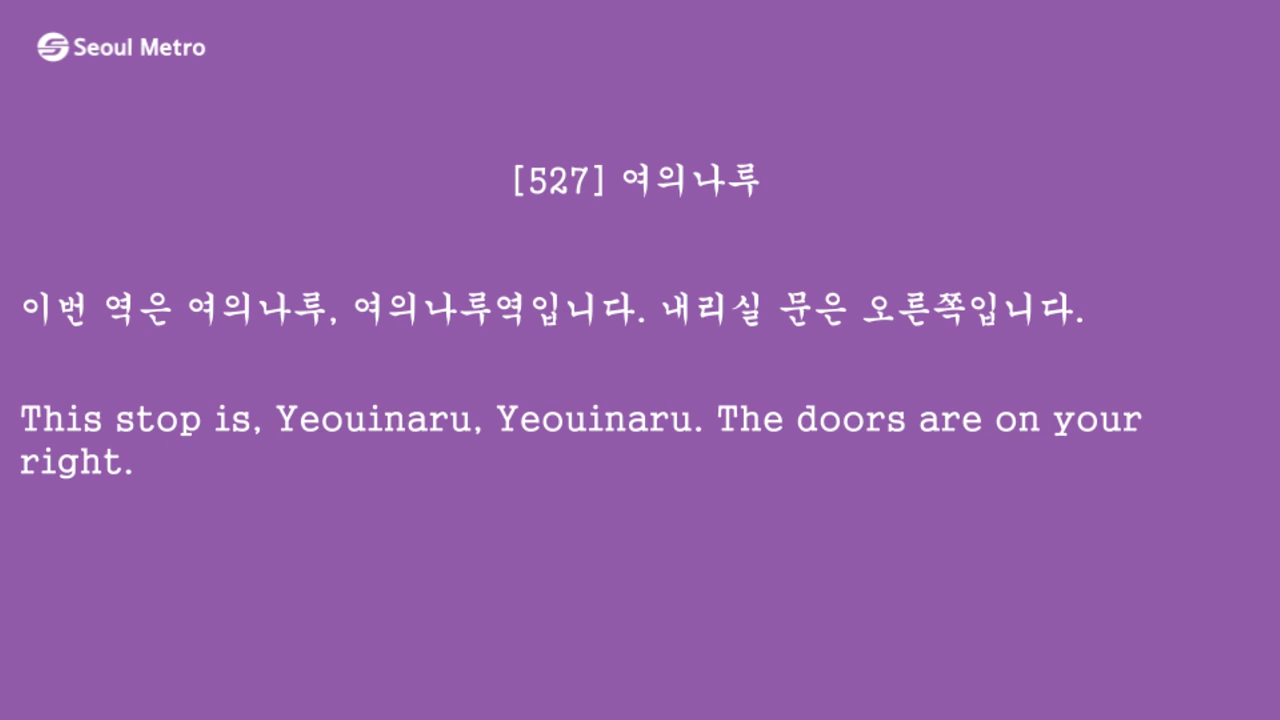 Seoul Metro
[527] 여의나루
이번 역은 여의나루, 여의나루역입니다. 내리실 문은 오른쪽입니다.
This stop is, Yeouinaru, Yeouinaru. The doors are on your
right.